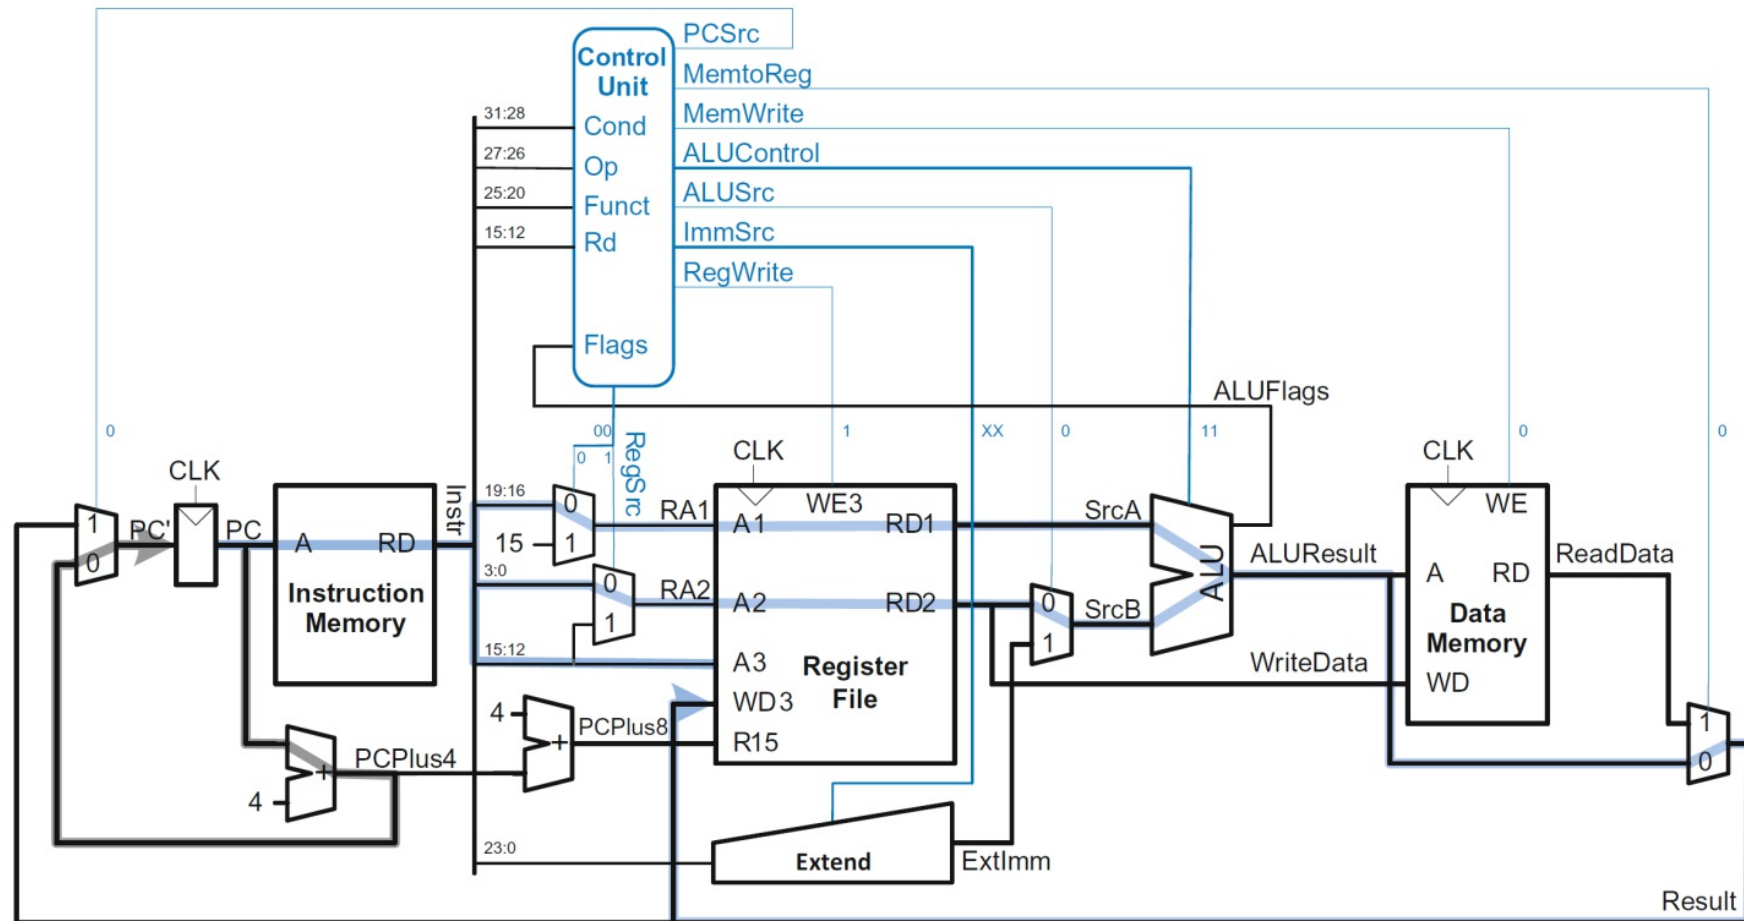 PCSrc
Control
Unit
MemtoReg
31:28
Cond
MemWrite
27:26
Op
ALUControl
25:20
Funct
ALUSrc
15:12
Rd
ImmSrc
RegWrite
Flags
ALUFlags
0
00
1
XX
0
11
0
0
0 1
RegSrc
CLK
CLK
CLK
Instr
19:16
0
RA1
A1
WE3
RD1
SrcA
WE
1
PC'
PC
A
RD
15
1
ALU
ALUResult
A
RD
ReadData
0
Instruction
Memory
3:0
0
RA2
A2
RD2
0
SrcB
Data
Memory
1
1
15:12
A3
Register
File
WriteData
WD
4
WD3
1
PCPlus8
+
R15
PCPlus4
+
0
4
23:0
Extend
ExtImm
Result